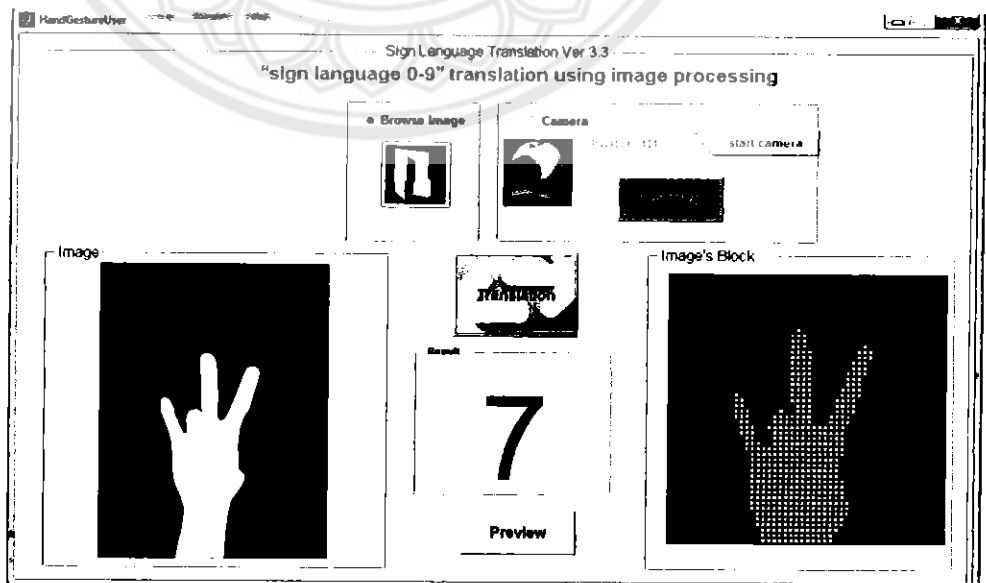 HandGestureUser
Sign Language Translation Ver 3.3
"sign language 0-9" translation using image processing
Browse Image
Camera
start camera
Image
Translation
Image's Block
Result
7
Preview